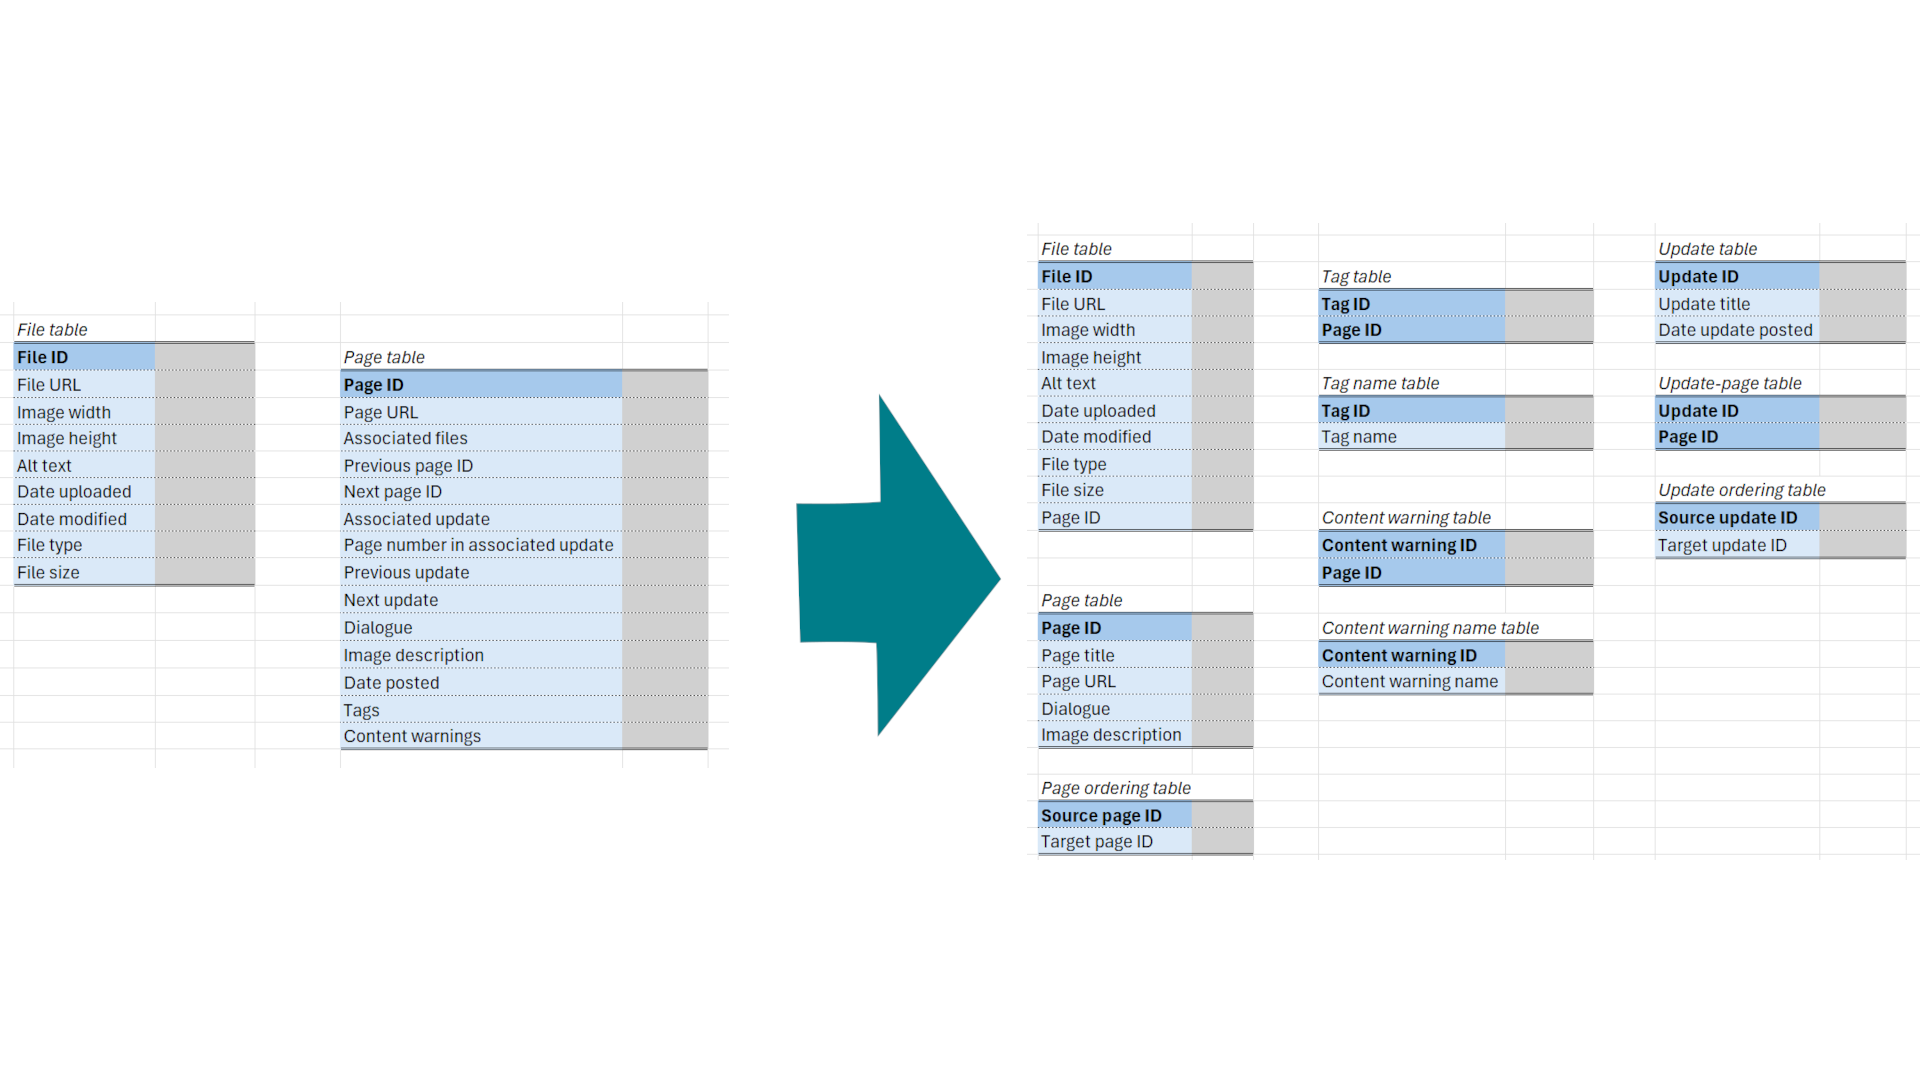 File table
File ID
File URL
Image width
Image height
Alt text
Date uploaded
Date modified
File type
File size
Page table
Page ID
Page URL
Associated files
Previous page ID
Next page ID
Associated update
Page number in associated update
Previous update
Next update
Dialogue
Image description
Date posted
Tags
Content warnings
File table
File ID
File URL
Image width
Image height
Alt text
Date uploaded
Date modified
File type
File size
Page ID
Page table
Page ID
Page title
Page URL
Dialogue
Image description
Page ordering table
Source page ID
Target page ID
Tag table
Tag ID
Page ID
Tag name table
Tag ID
Tag name
Content warning table
Content warning ID
Page ID
Content warning name table
Content warning ID
Content warning name
Update table
Update ID
Update title
Date update posted
Update-page table
Update ID
Page ID
Update ordering table
Source update ID
Target update ID